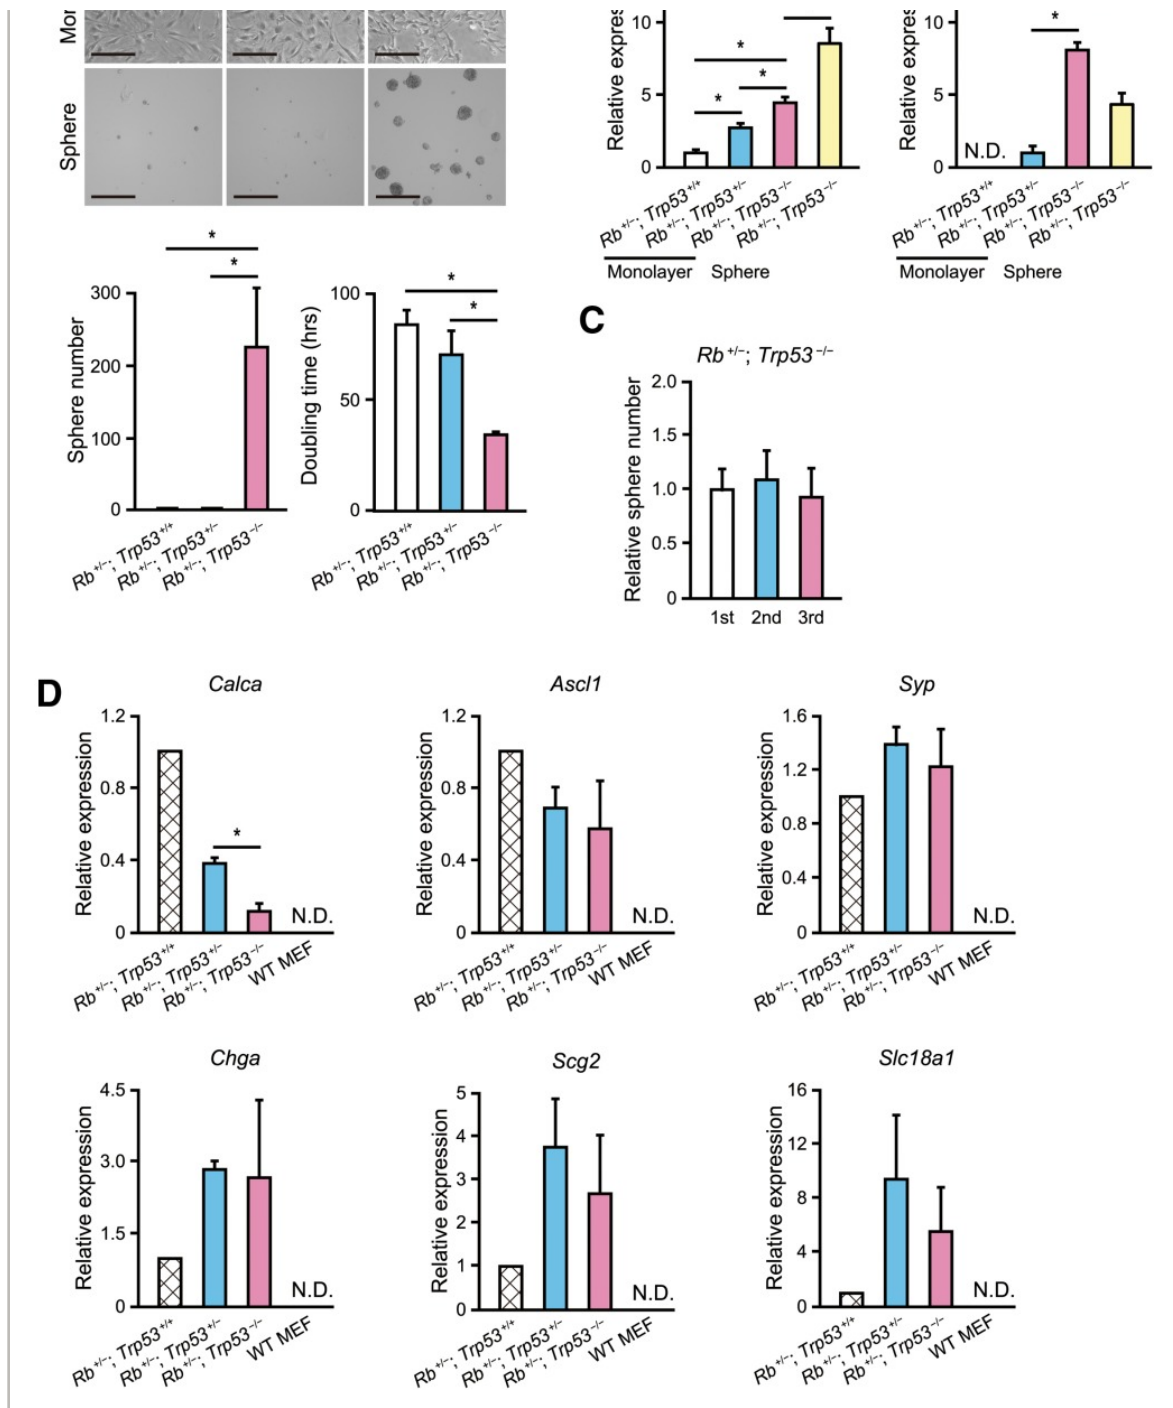 Sphere
*
*
300
200
100
0
Sphere number
Rb+/−; Trp53+/+
Rb+/−; Trp53+/−
Rb+/−; Trp53−/−
*
*
100
50
0
Doubling time (hrs)
Rb+/−; Trp53+/+
Rb+/−; Trp53+/−
Rb+/−; Trp53−/−
10
5
0
Relative
*
*
*
Rb+/−; Trp53+/+
Rb+/−; Trp53+/−
Rb+/−; Trp53−/−
Rb+/−; Trp53−/−
Monolayer Sphere
10
5
0
Relative
*
N.D.
Rb+/−; Trp53+/+
Rb+/−; Trp53+/−
Rb+/−; Trp53−/−
Rb+/−; Trp53−/−
Monolayer Sphere
C
Rb+/−; Trp53−/−
2.0
1.5
1.0
0.5
0
Relative sphere number
1st 2nd 3rd
D
Calca
1.2
0.8
0.4
0
Relative expression
*
N.D.
Rb+/−; Trp53+/+
Rb+/−; Trp53+/−
Rb+/−; Trp53−/−
WT MEF
Ascl1
1.2
0.8
0.4
0
Relative expression
N.D.
Rb+/−; Trp53+/+
Rb+/−; Trp53+/−
Rb+/−; Trp53−/−
WT MEF
Syp
1.6
1.2
0.8
0.4
0
Relative expression
N.D.
Rb+/−; Trp53+/+
Rb+/−; Trp53+/−
Rb+/−; Trp53−/−
WT MEF
Chga
4.5
3.0
1.5
0
Relative expression
N.D.
Rb+/−; Trp53+/+
Rb+/−; Trp53+/−
Rb+/−; Trp53−/−
WT MEF
Scg2
5
4
3
2
1
0
Relative expression
N.D.
Rb+/−; Trp53+/+
Rb+/−; Trp53+/−
Rb+/−; Trp53−/−
WT MEF
Slc18a1
16
12
8
4
0
Relative expression
N.D.
Rb+/−; Trp53+/+
Rb+/−; Trp53+/−
Rb+/−; Trp53−/−
WT MEF